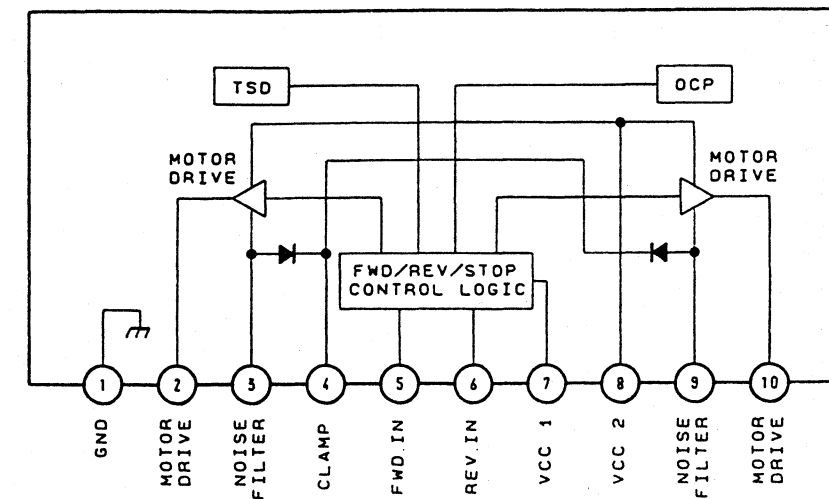 TSD
OCP
MOTOR
DRIVE
MOTOR
DRIVE
FWD/REV/STOP
CONTROL LOGIC
1
2
3
4
5
6
7
8
9
10
GND
MOTOR
DRIVE
NOISE
FILTER
CLAMP
FWD.IN
REV.IN
VCC 1
VCC 2
NOISE
FILTER
MOTOR
DRIVE